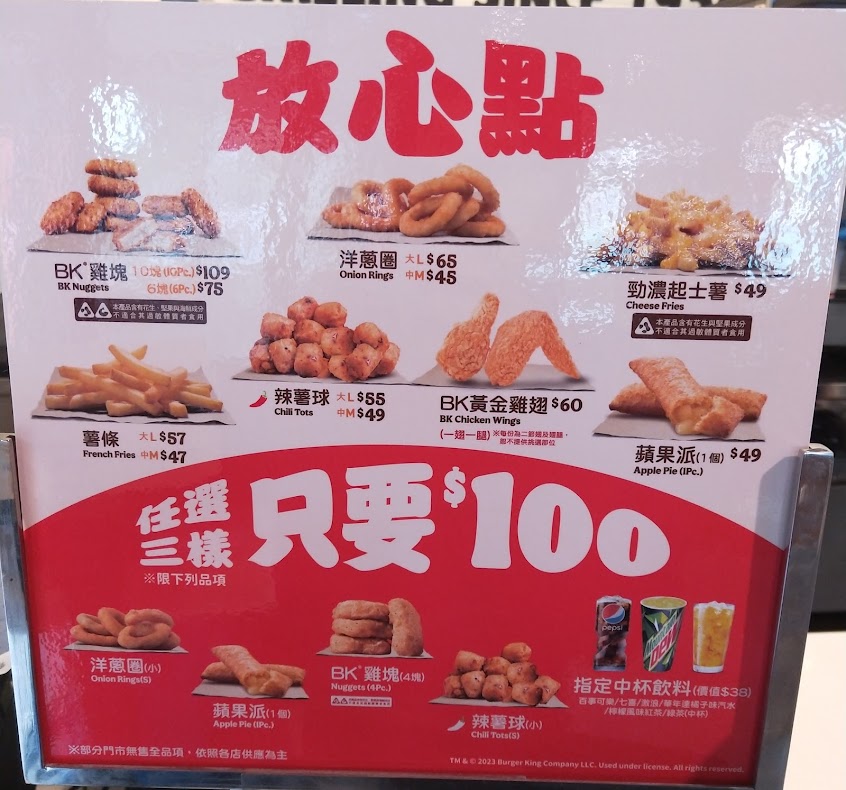 放心點
BK®雞塊 10塊(10Pc.) $109
BK Nuggets 6塊(6Pc.) $75
本產品含有花生、堅果與海鮮成分
不適合其過敏體質者食用
洋蔥圈 大L $65
Onion Rings 中M $45
勁濃起士薯 $49
Cheese Fries
本產品含有花生與堅果成分
不適合其過敏體質者食用
薯條 大L $57
French Fries 中M $47
辣薯球 大L $55
Chili Tots 中M $49
BK黃金雞翅 $60
BK Chicken Wings
(一翅一腿)
恕不提供挑選部位
蘋果派(1個) $49
Apple Pie (1Pc.)
任選
三樣
只要$100
※限下列品項
洋蔥圈(小)
Onion Rings(S)
蘋果派(1個)
Apple Pie (1Pc.)
BK®雞塊(4塊)
Nuggets (4Pc.)
辣薯球(小)
Chili Tots(S)
pepsi
指定中杯飲料(價值$38)
百事可樂/七喜/激浪/華年達橘子味汽水
/檸檬風味紅茶/綠茶(中杯)
※部分門市無售全品項，依照各店供應為主
TM & © 2023 Burger King Company LLC. Used under license. All rights reserved.